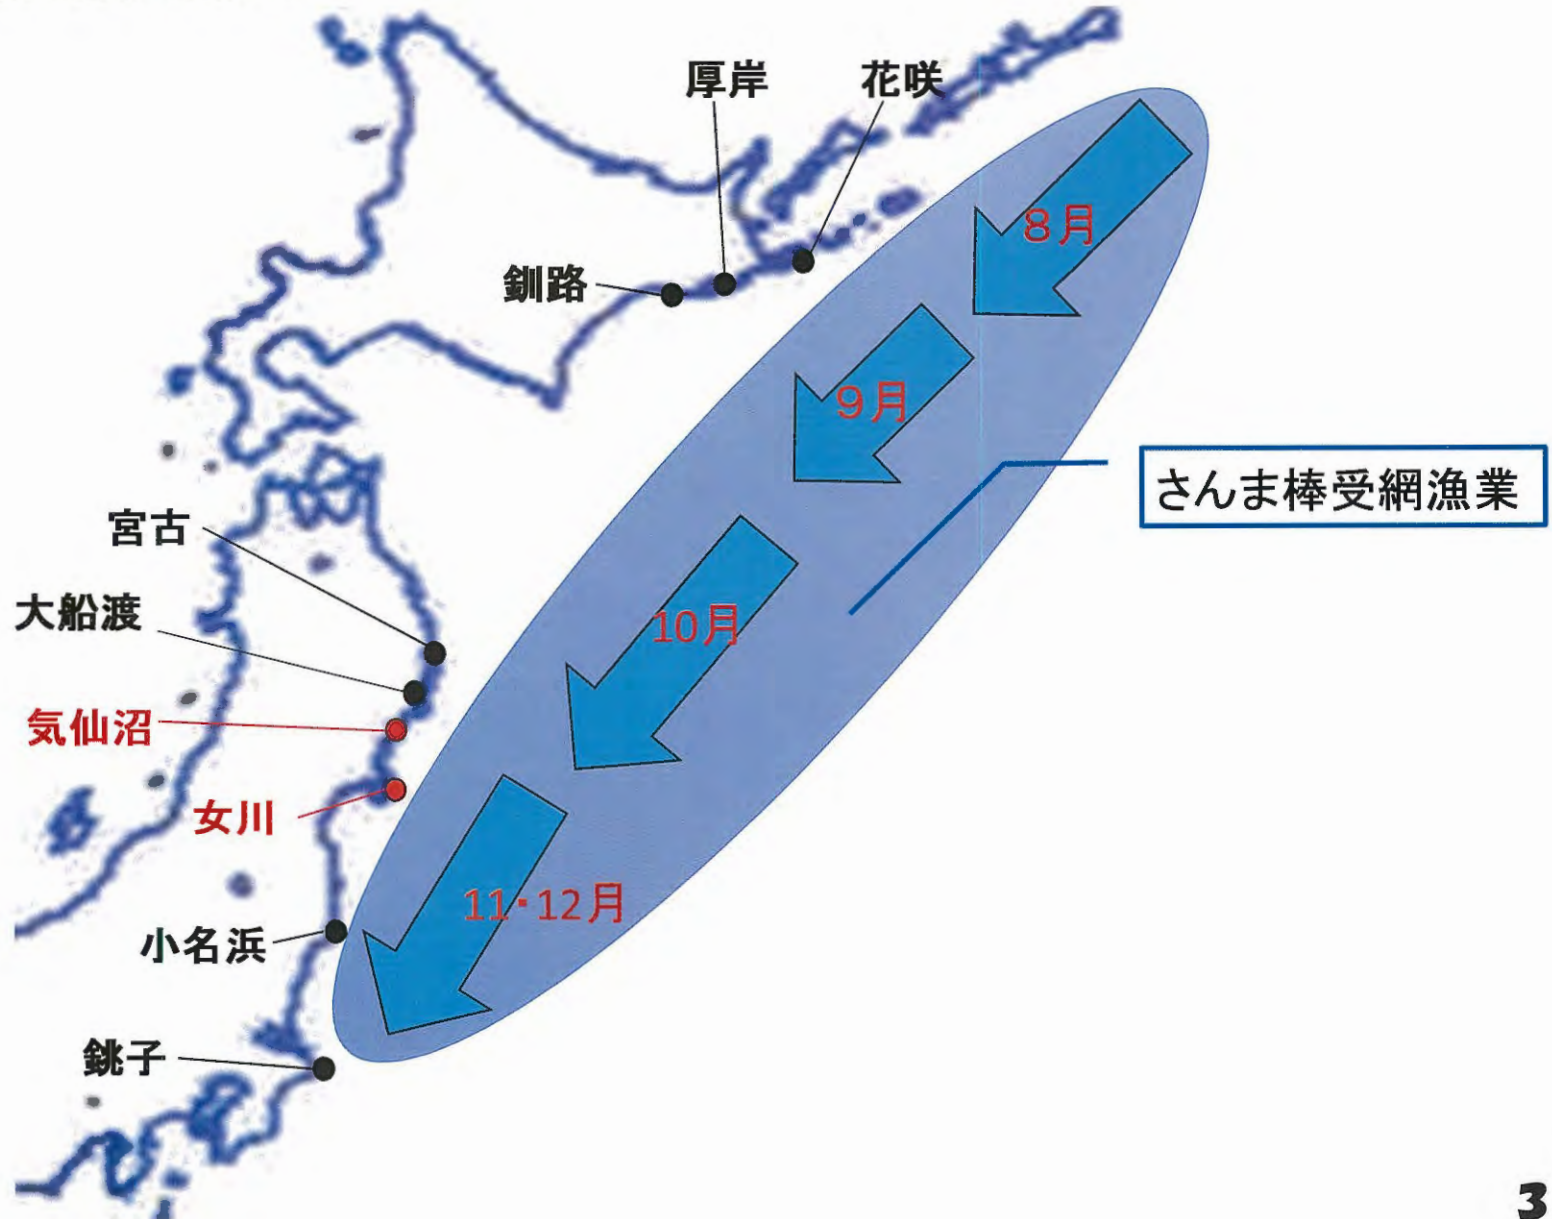 厚岸
花咲
釧路
8月
9月
さんま棒受網漁業
宮古
大船渡
10月
気仙沼
女川
11・12月
小名浜
銚子
3